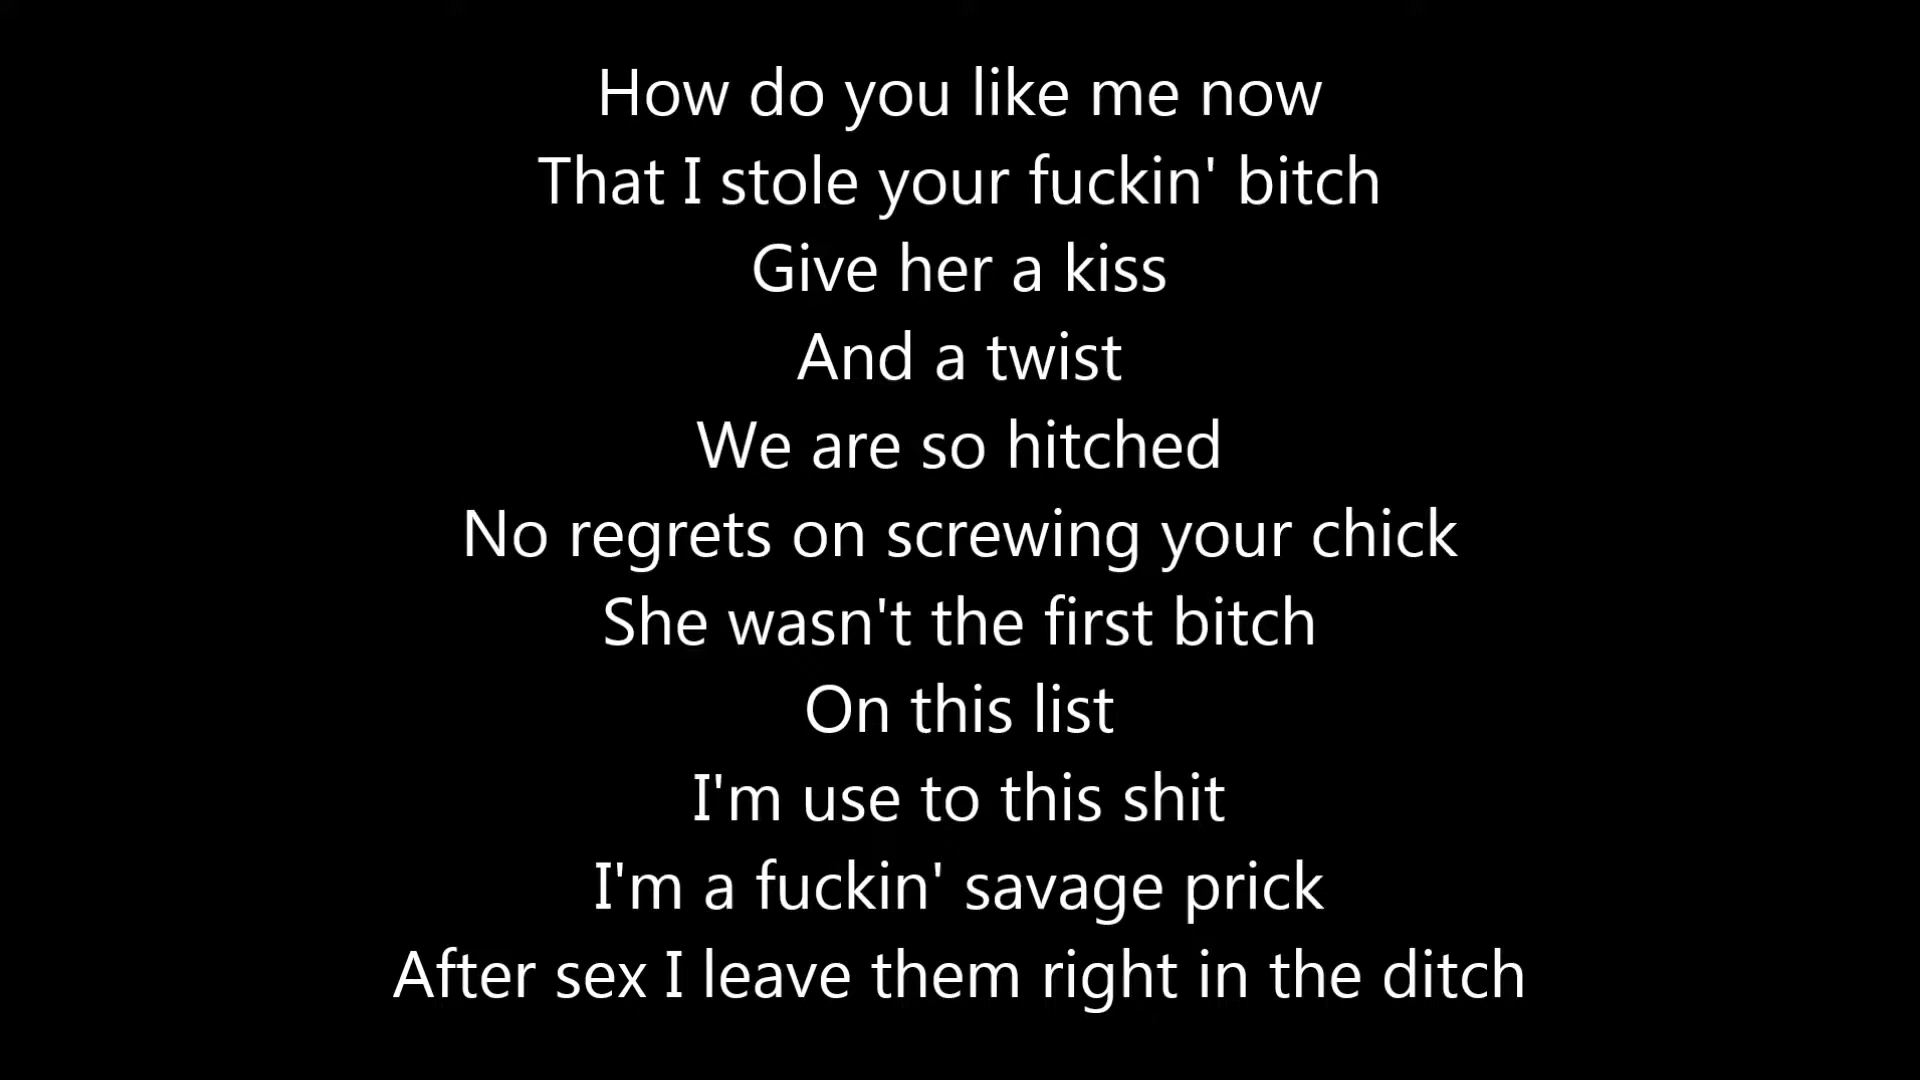 How do you like me now
That I stole your fuckin' bitch
Give her a kiss
And a twist
We are so hitched
No regrets on screwing your chick
She wasn't the first bitch
On this list
I'm use to this shit
I'm a fuckin' savage prick
After sex I leave them right in the ditch